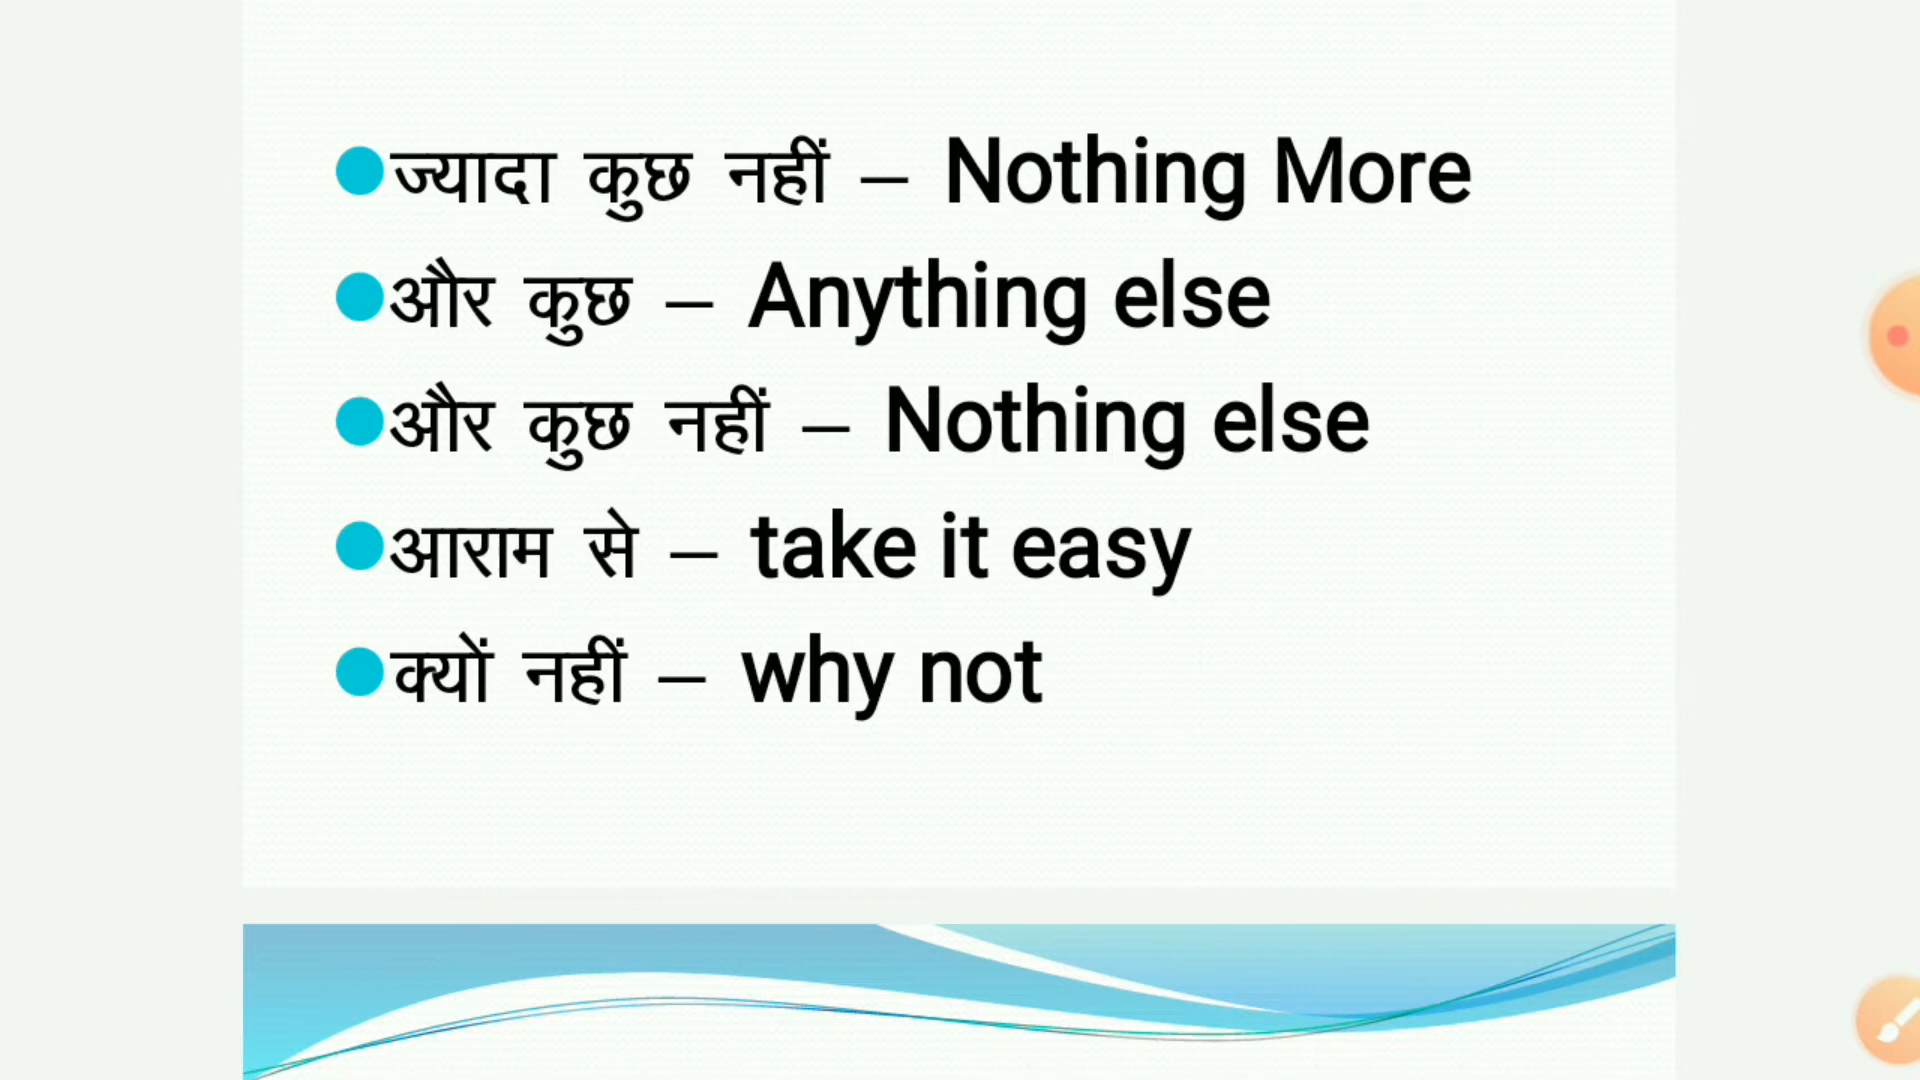 ज्यादा कुछ नहीं – Nothing More
और कुछ – Anything else
और कुछ नहीं – Nothing else
आराम से – take it easy
क्यों नहीं – why not